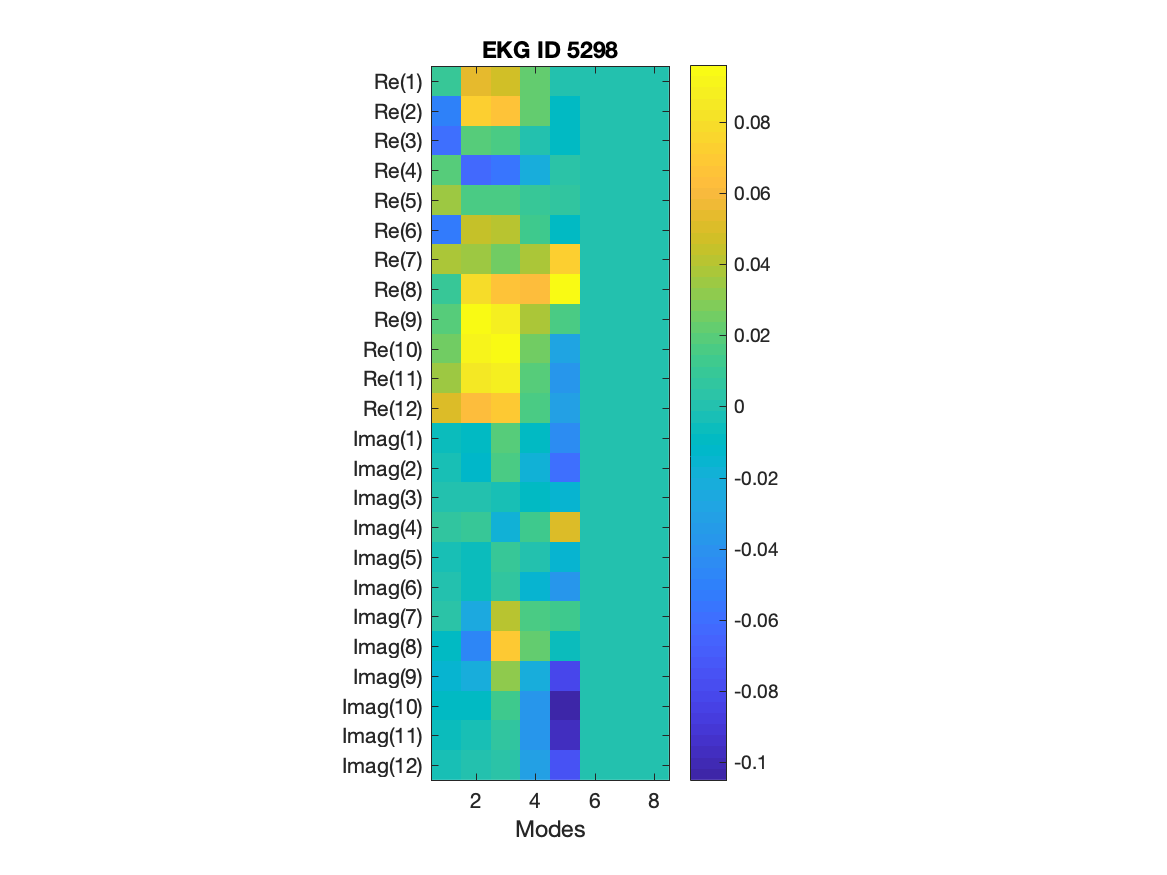 EKG ID 5298
Re(1)
Re(2)
Re(3)
Re(4)
Re(5)
Re(6)
Re(7)
Re(8)
Re(9)
Re(10)
Re(11)
Re(12)
Imag(1)
Imag(2)
Imag(3)
Imag(4)
Imag(5)
Imag(6)
Imag(7)
Imag(8)
Imag(9)
Imag(10)
Imag(11)
Imag(12)
2 4 6 8
Modes
0.08
0.06
0.04
0.02
0
-0.02
-0.04
-0.06
-0.08
-0.1